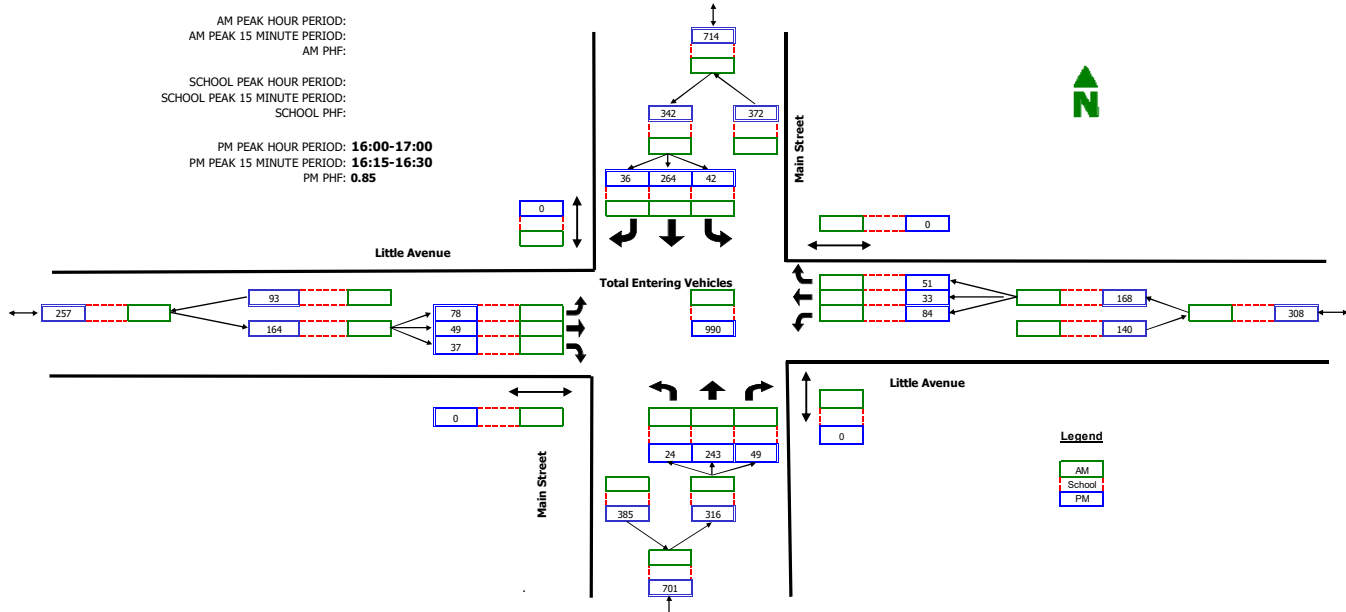 AM PEAK HOUR PERIOD:
AM PEAK 15 MINUTE PERIOD:
AM PHF:
SCHOOL PEAK HOUR PERIOD:
SCHOOL PEAK 15 MINUTE PERIOD:
SCHOOL PHF:
PM PEAK HOUR PERIOD: 16:00-17:00
PM PEAK 15 MINUTE PERIOD: 16:15-16:30
PM PHF: 0.85
714
342 372
36 264 42
Main Street
N
0
0
Little Avenue
Total Entering Vehicles
990
257
93
164
78
49
37
51
33
84
168
140
308
Little Avenue
0
0
Main Street
24 243 49
385 316
701
Legend
AM
School
PM